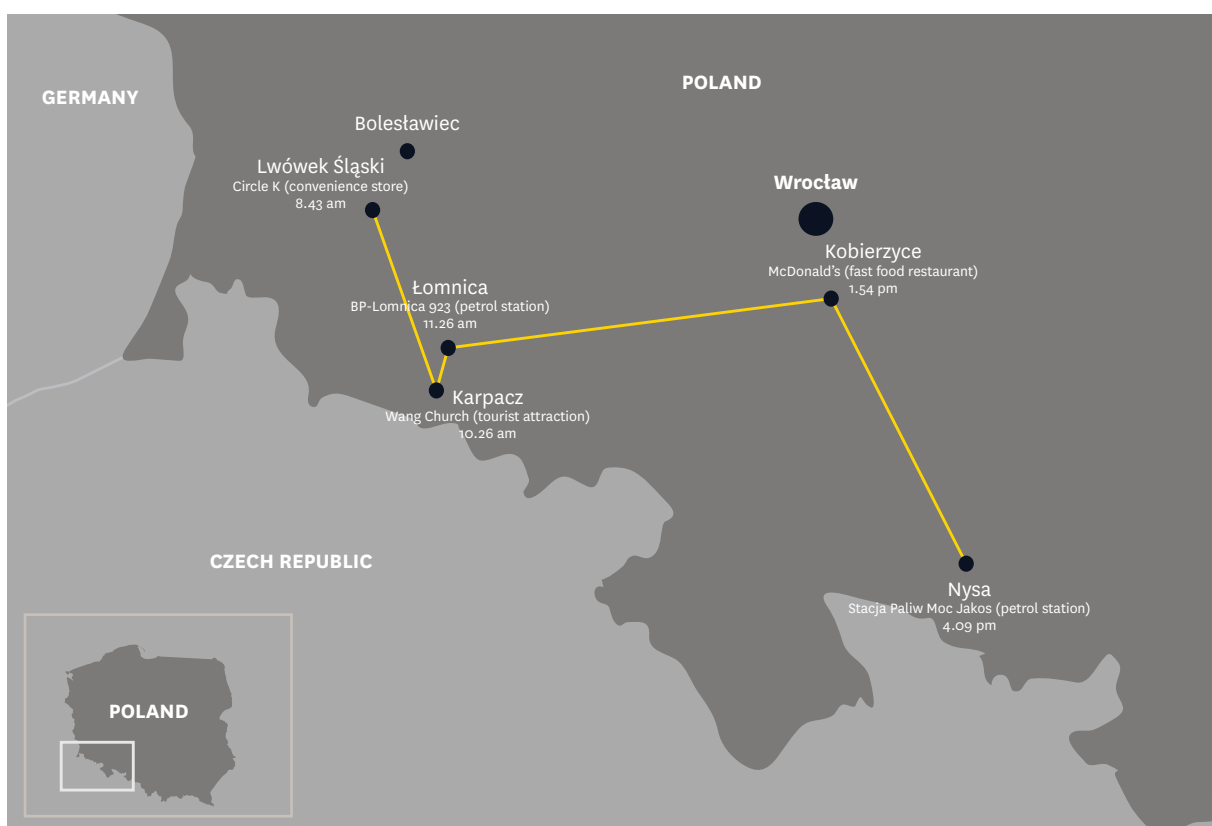 POLAND
GERMANY
Bolesławiec
Lwówek Śląski
Circle K (convenience store)
8.43 am
Wrocław
Kobierzyce
McDonald’s (fast food restaurant)
1.54 pm
Łomnica
BP-Lomnica 923 (petrol station)
11.26 am
Karpacz
Wang Church (tourist attraction)
10.26 am
CZECH REPUBLIC
Nysa
Stacja Paliw Moc Jakos (petrol station)
4.09 pm
POLAND